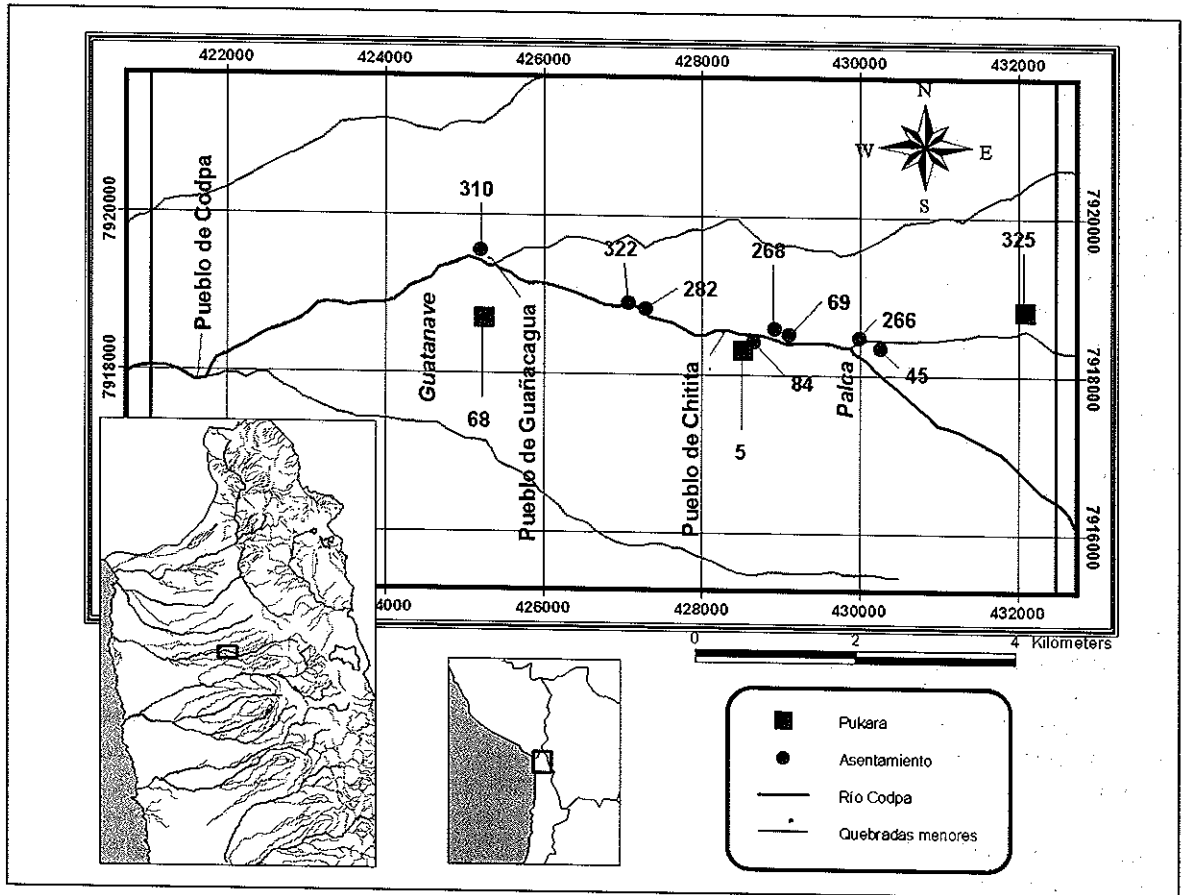 422000
424000
426000
428000
430000
432000
N
W
E
S
7920000
7918000
Pueblo de Codpa
310
Guatanave
68
Pueblo de Guañacagua
322
282
268
69
266
325
Pueblo de Chitita
5
84
Palca
45
7920000
7918000
7916000
24000
426000
428000
430000
432000
0 2 4 Kilometers
Pukara
Asentamiento
Río Codpa
Quebradas menores